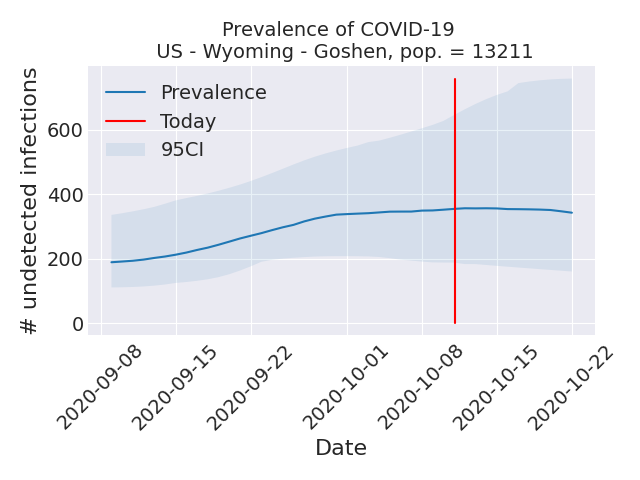 Prevalence of COVID-19
US - Wyoming - Goshen, pop. = 13211
# undetected infections
600
400
200
0
Prevalence
Today
95CI
2020-09-08
2020-09-15
2020-09-22
2020-10-01
2020-10-08
2020-10-15
2020-10-22
Date